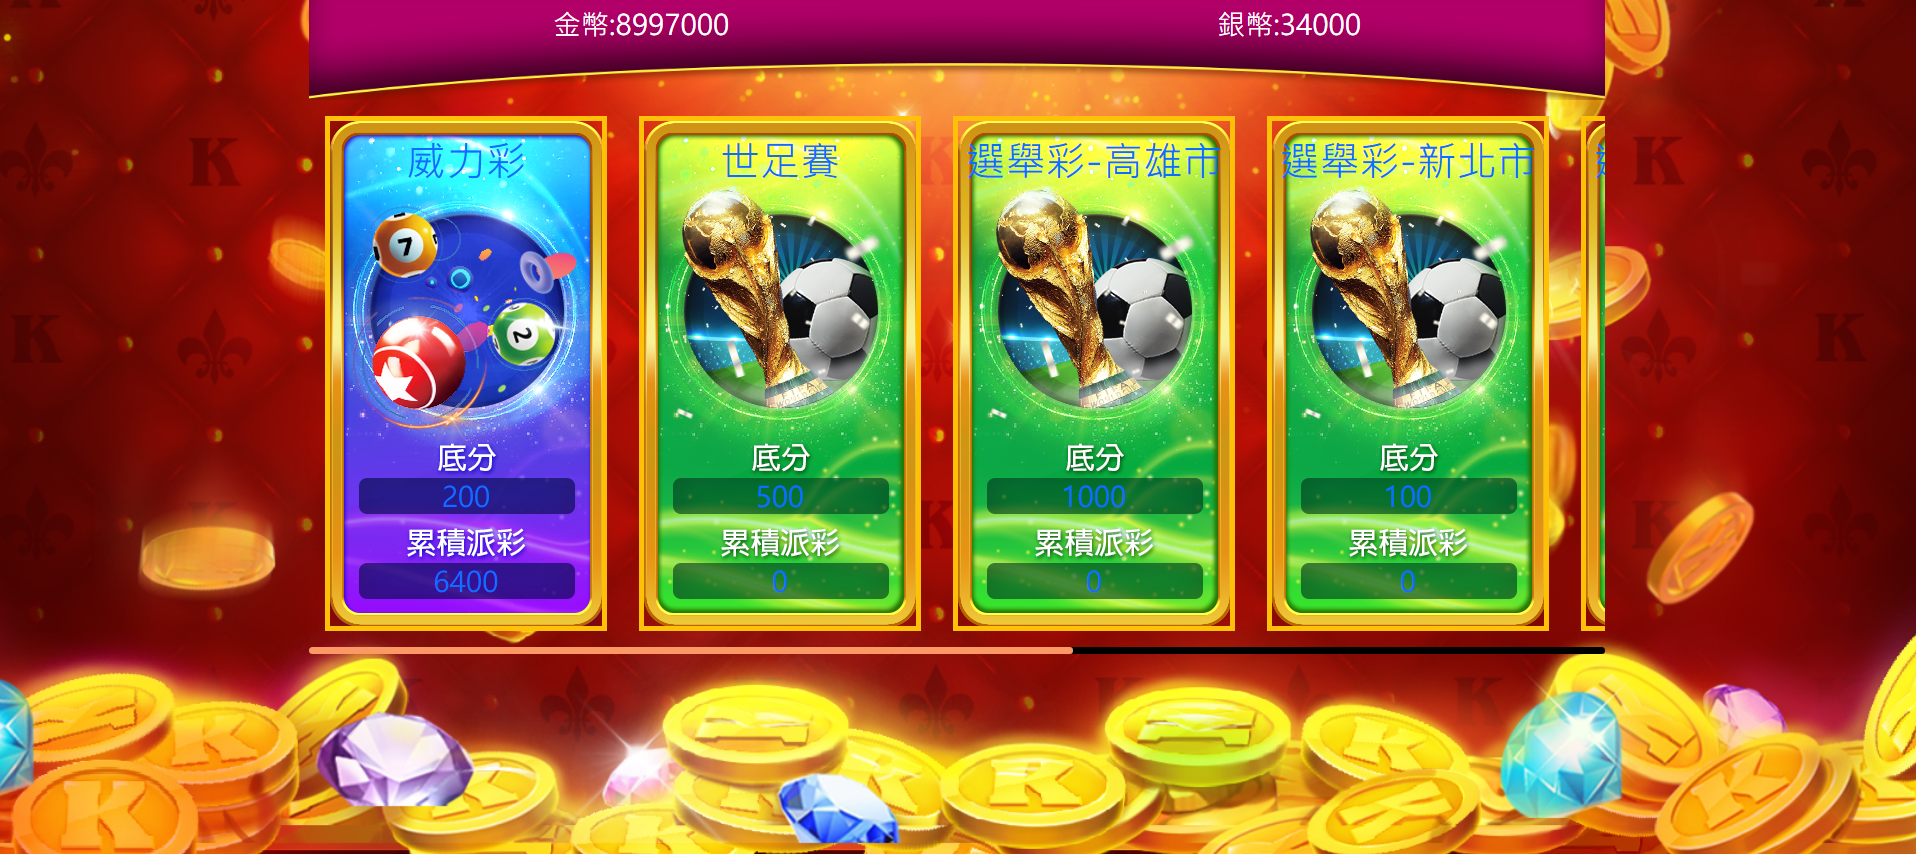 金幣:8997000
銀幣:34000
威力彩
7
2
底分
200
累積派彩
6400
世足賽
底分
500
累積派彩
0
選舉彩-高雄市
底分
1000
累積派彩
0
選舉彩-新北市
底分
100
累積派彩
0